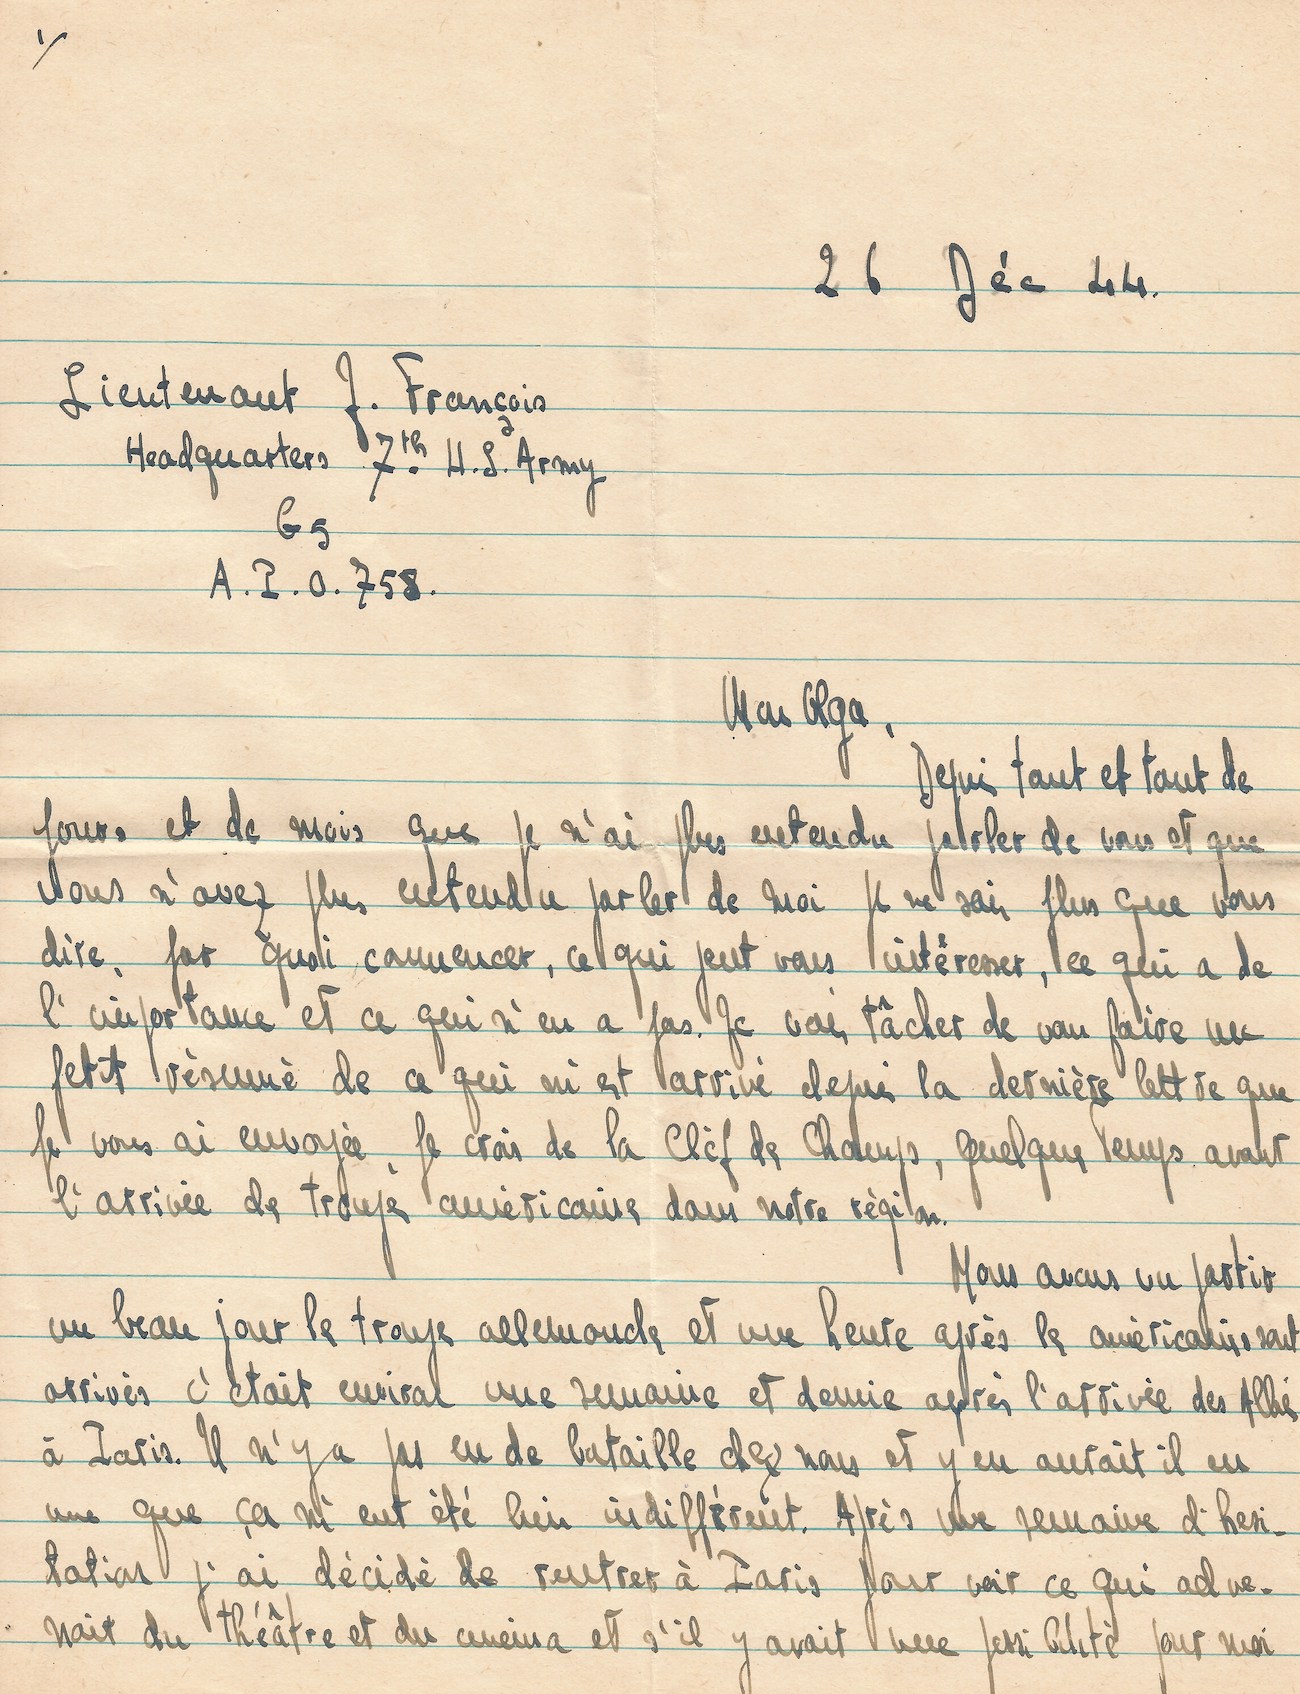 1/
26 Déc 44.
Lieutenant J. François
Headquarters 7th U.S. Army
G5
A.P.O. 758.
Mon Olga,
Depuis tant et tant de
jours et de mois que je n'ai plus entendu parler de vous et que
vous n'avez plus entendu parler de moi je ne sais plus que vous
dire, par quoi commencer, ce qui peut vous intéresser, ce qui a de
l'importance et ce qui n'en a pas. Je vais tâcher de vous faire un
petit résumé de ce qui m'est arrivé depuis la dernière lettre que
je vous ai envoyée, je crois de la Clef des Champs, quelques temps avant
l'arrivée des troupes américaines dans notre région.
Nous avons vu partir
un beau jour les troupes allemandes et une heure après les américains sont
arrivés c'était environ une semaine et demie après l'arrivée des Alliés
à Paris. Il n'y a pas eu de bataille chez nous et y en aurait il eu
une que ça m'eut été bien indifférent. Après une semaine d'hési-
tation j'ai décidé de rentrer à Paris pour voir ce qui adve-
nait du théâtre et du cinéma et s'il y avait une possibilité pour moi